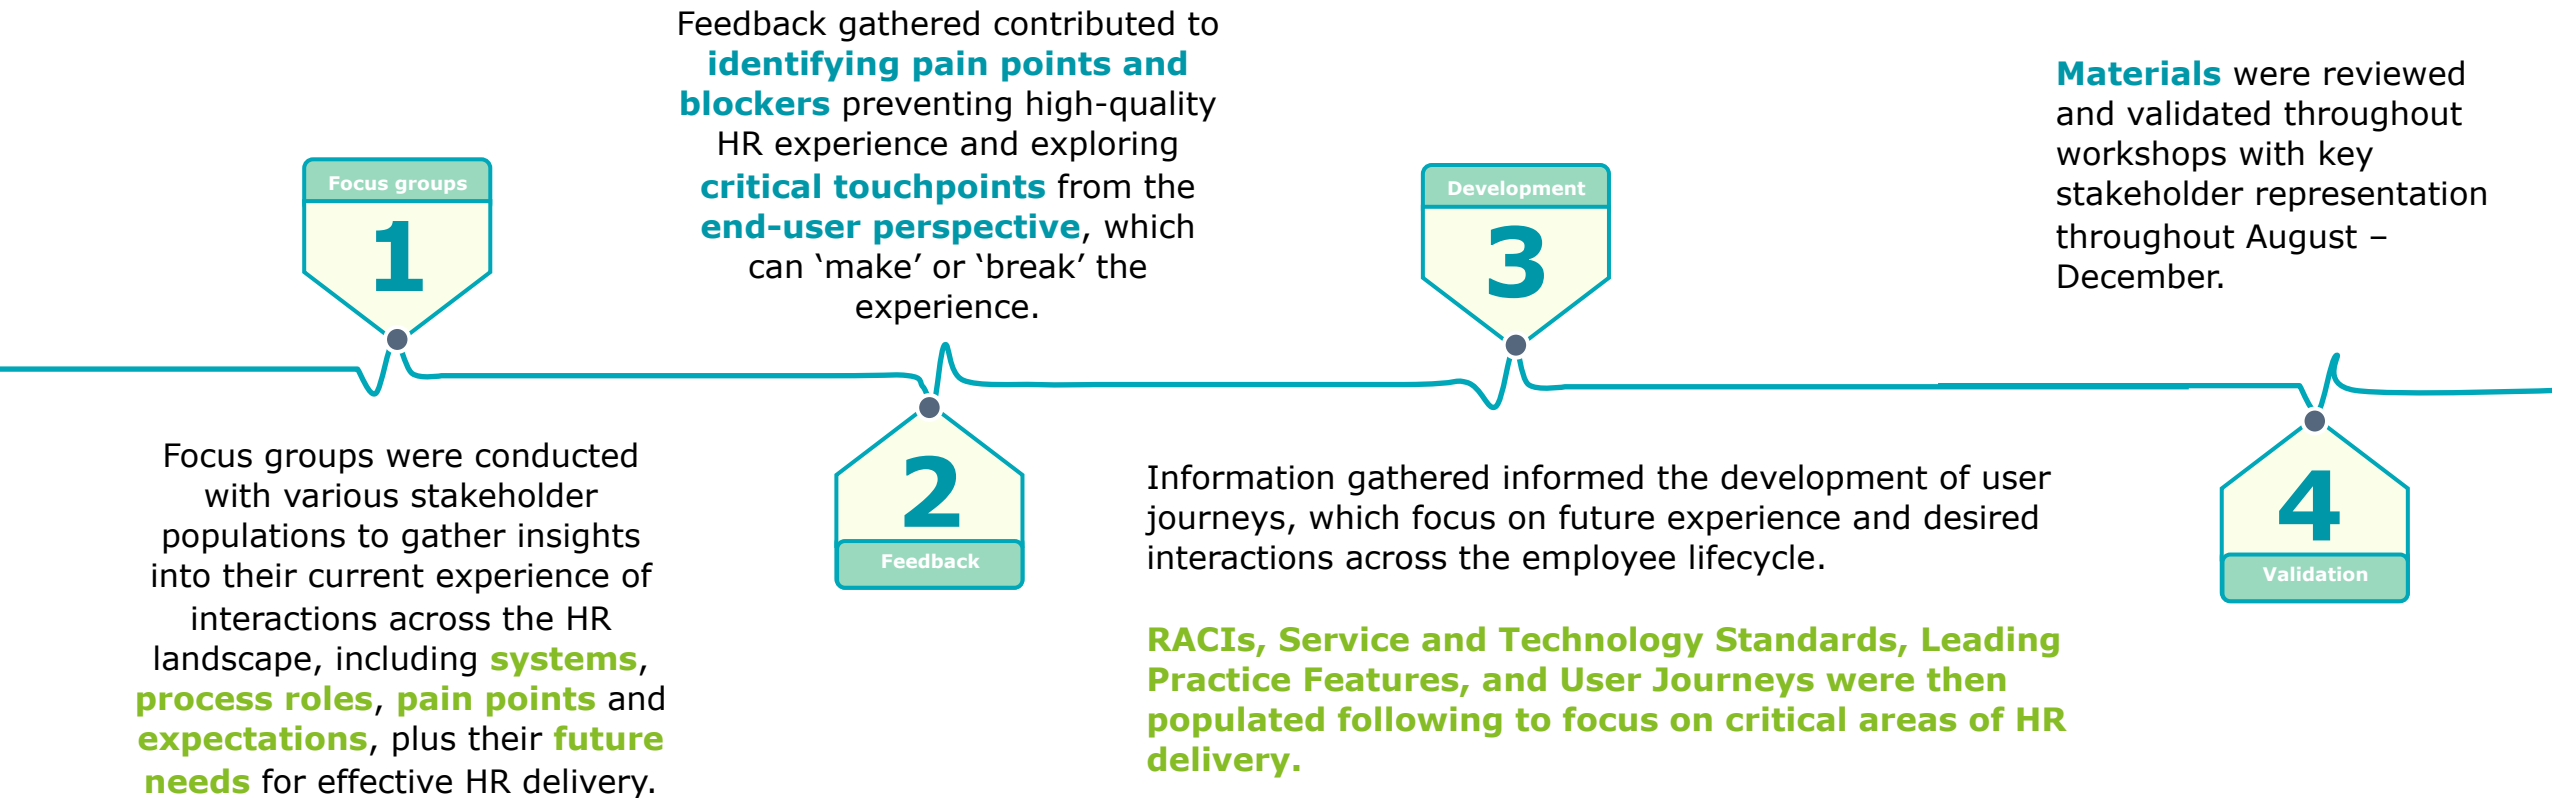 Focus groups
1
Focus groups were conducted
with various stakeholder
populations to gather insights
into their current experience of
interactions across the HR
landscape, including systems,
process roles, pain points and
expectations, plus their future
needs for effective HR delivery.
Feedback gathered contributed to
identifying pain points and
blockers preventing high-quality
HR experience and exploring
critical touchpoints from the
end-user perspective, which
can ‘make’ or ‘break’ the
experience.
2
Feedback
Development
3
Information gathered informed the development of user
journeys, which focus on future experience and desired
interactions across the employee lifecycle.
RACIs, Service and Technology Standards, Leading
Practice Features, and User Journeys were then
populated following to focus on critical areas of HR
delivery.
Materials were reviewed
and validated throughout
workshops with key
stakeholder representation
throughout August –
December.
4
Validation